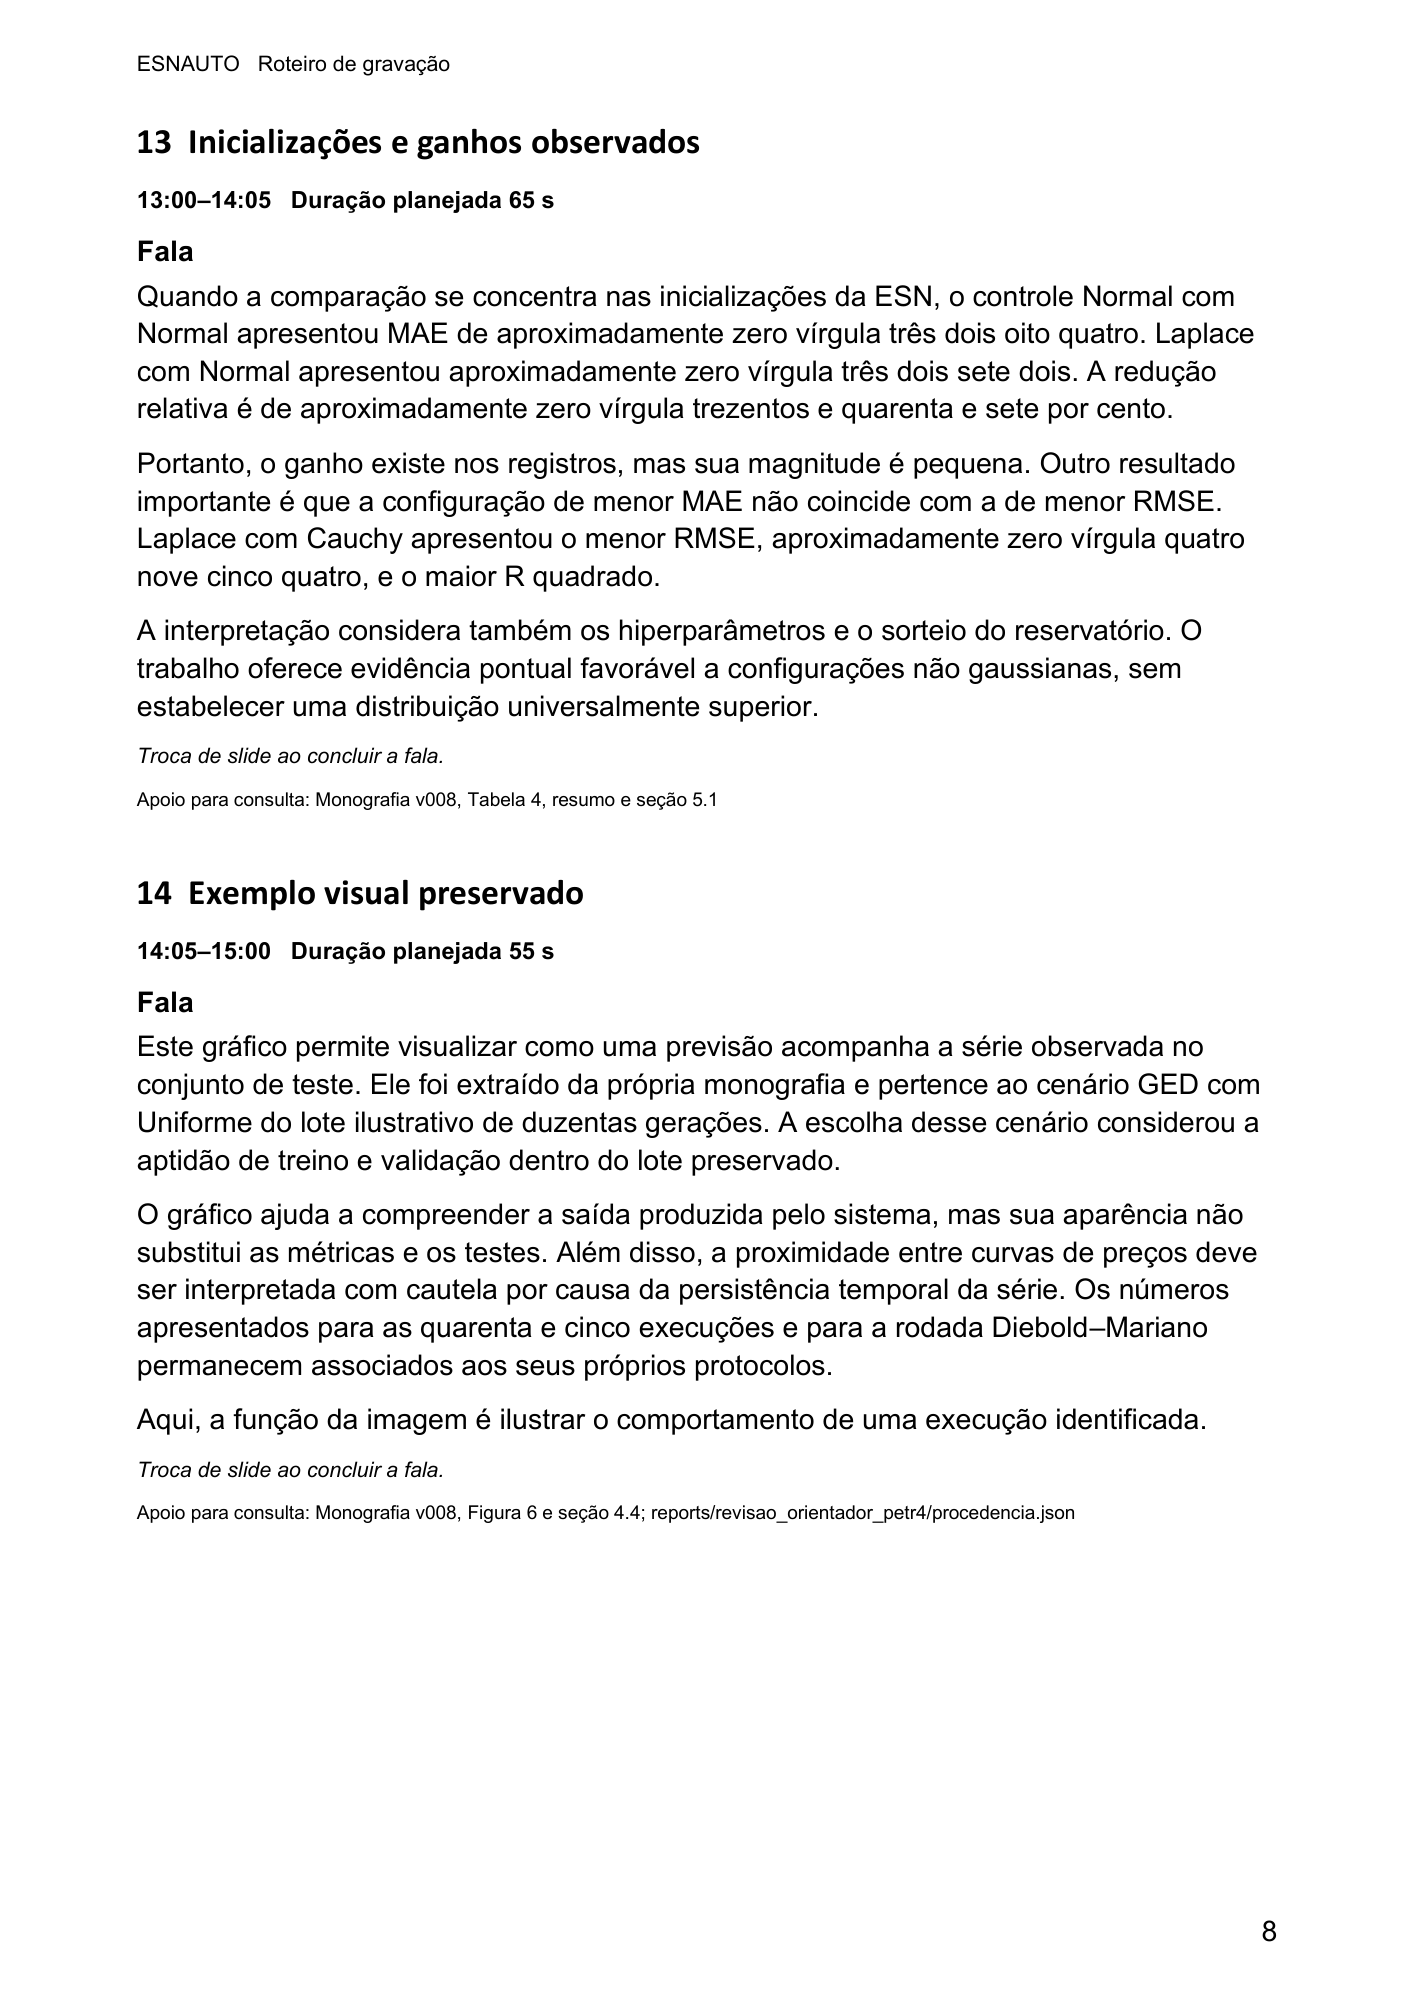 ESNAUTO   Roteiro de gravação
13  Inicializações e ganhos observados
13:00–14:05   Duração planejada 65 s
Fala
Quando a comparação se concentra nas inicializações da ESN, o controle Normal com
Normal apresentou MAE de aproximadamente zero vírgula três dois oito quatro. Laplace
com Normal apresentou aproximadamente zero vírgula três dois sete dois. A redução
relativa é de aproximadamente zero vírgula trezentos e quarenta e sete por cento.
Portanto, o ganho existe nos registros, mas sua magnitude é pequena. Outro resultado
importante é que a configuração de menor MAE não coincide com a de menor RMSE.
Laplace com Cauchy apresentou o menor RMSE, aproximadamente zero vírgula quatro
nove cinco quatro, e o maior R quadrado.
A interpretação considera também os hiperparâmetros e o sorteio do reservatório. O
trabalho oferece evidência pontual favorável a configurações não gaussianas, sem
estabelecer uma distribuição universalmente superior.
Troca de slide ao concluir a fala.
Apoio para consulta: Monografia v008, Tabela 4, resumo e seção 5.1
14  Exemplo visual preservado
14:05–15:00   Duração planejada 55 s
Fala
Este gráfico permite visualizar como uma previsão acompanha a série observada no
conjunto de teste. Ele foi extraído da própria monografia e pertence ao cenário GED com
Uniforme do lote ilustrativo de duzentas gerações. A escolha desse cenário considerou a
aptidão de treino e validação dentro do lote preservado.
O gráfico ajuda a compreender a saída produzida pelo sistema, mas sua aparência não
substitui as métricas e os testes. Além disso, a proximidade entre curvas de preços deve
ser interpretada com cautela por causa da persistência temporal da série. Os números
apresentados para as quarenta e cinco execuções e para a rodada Diebold–Mariano
permanecem associados aos seus próprios protocolos.
Aqui, a função da imagem é ilustrar o comportamento de uma execução identificada.
Troca de slide ao concluir a fala.
Apoio para consulta: Monografia v008, Figura 6 e seção 4.4; reports/revisao_orientador_petr4/procedencia.json
8